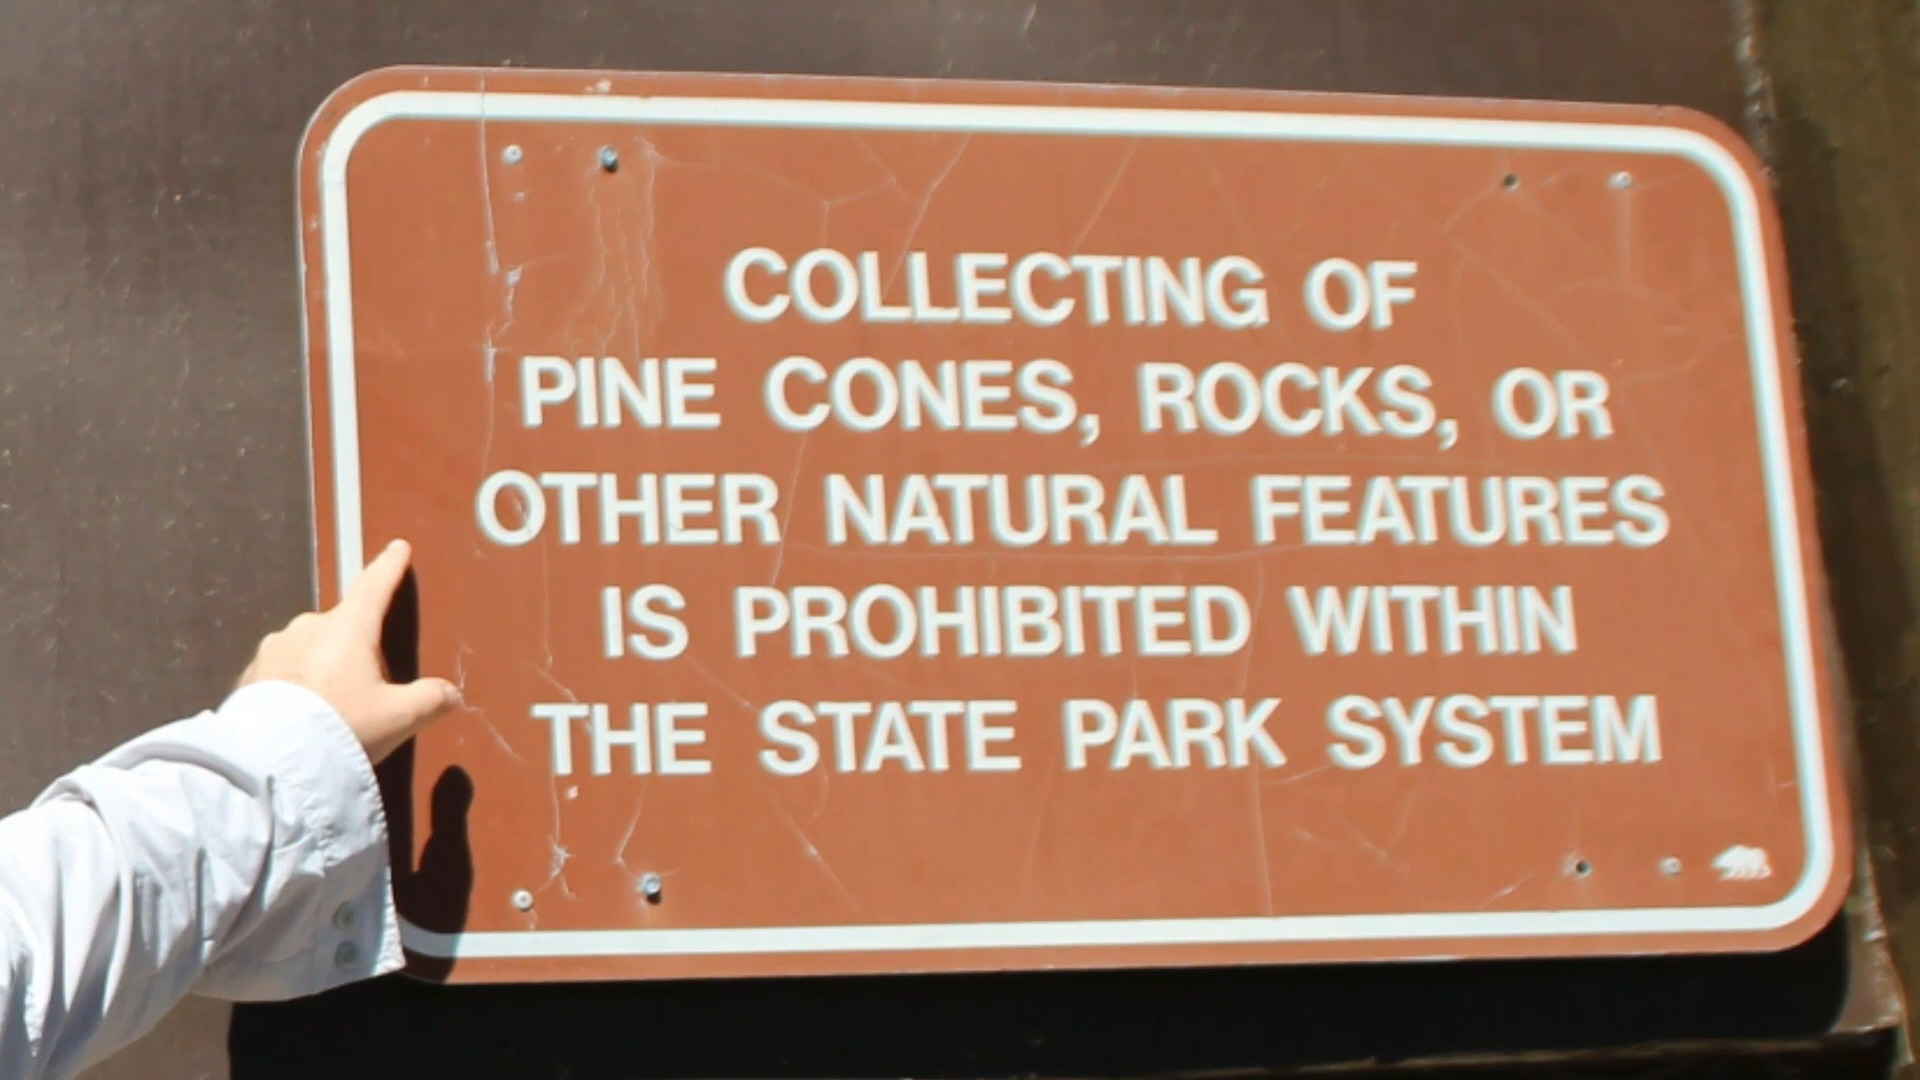 COLLECTING OF
PINE CONES, ROCKS, OR
OTHER NATURAL FEATURES
IS PROHIBITED WITHIN
THE STATE PARK SYSTEM